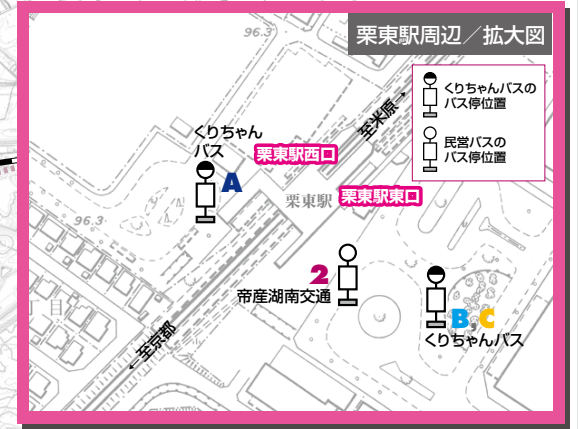 栗東駅周辺／拡大図
96.3
くりちゃんバスの
バス停位置
民営バスの
バス停位置
至米原→
くりちゃん
バス
栗東駅西口
A
栗東駅
栗東駅東口
96.3
2
帝産湖南交通
B,C
くりちゃんバス
丁目
←至京都